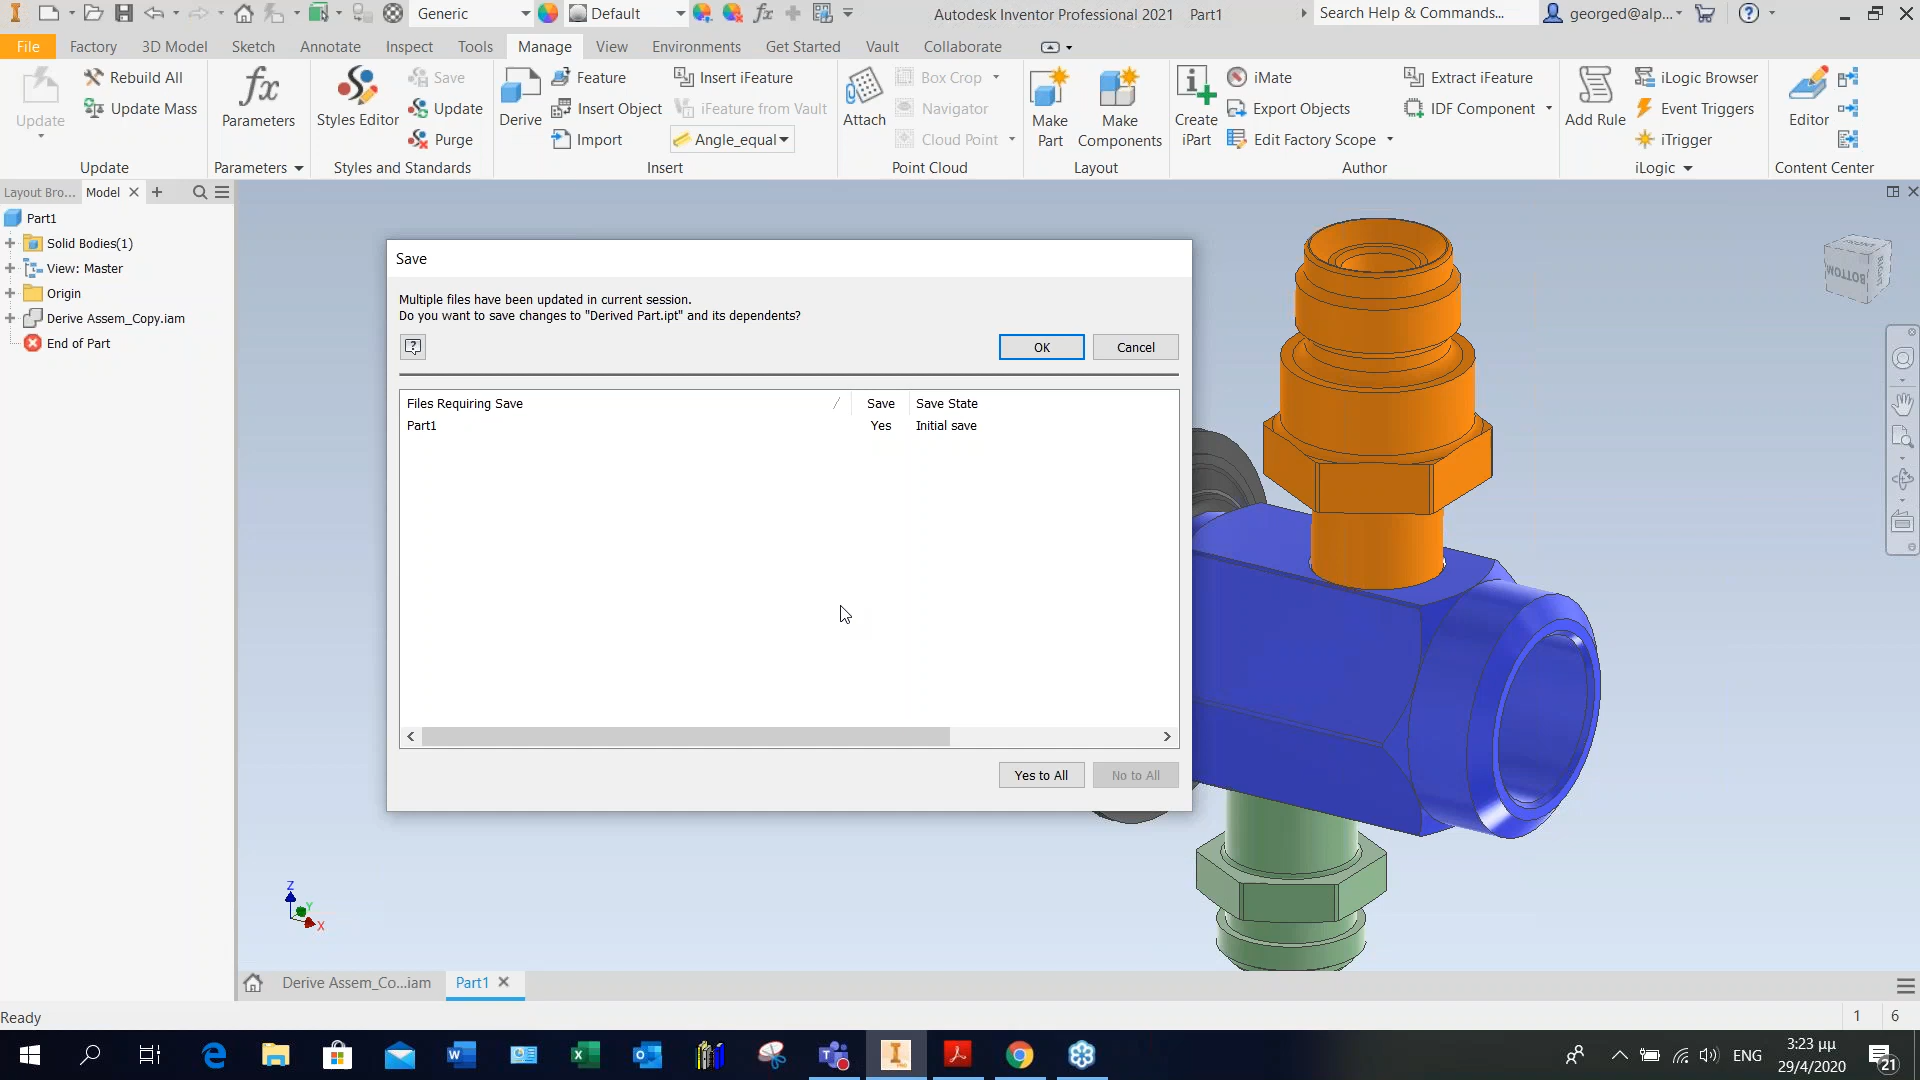 Generic
Default
Autodesk Inventor Professional 2021 Part1
Search Help & Commands...
georged@alp...
File Factory 3D Model Sketch Annotate Inspect Tools Manage View Environments Get Started Vault Collaborate
Update
Rebuild All
Update Mass
Update
fx
Parameters
Parameters
Styles Editor
Save
Update
Purge
Styles and Standards
Derive
Feature
Insert Object
Import
Insert iFeature
iFeature from Vault
Angle_equal
Insert
Attach
Box Crop
Navigator
Cloud Point
Point Cloud
Make
Part
Make
Components
Layout
Create
iPart
iMate
Export Objects
Edit Factory Scope
Extract iFeature
IDF Component
Author
Add Rule
iLogic Browser
Event Triggers
iTrigger
iLogic
Editor
Content Center
Layout Bro... Model
Part1
Solid Bodies(1)
View: Master
Origin
Derive Assem_Copy.iam
End of Part
Save
Multiple files have been updated in current session.
Do you want to save changes to "Derived Part.ipt" and its dependents?
OK Cancel
Files Requiring Save Save Save State
Part1 Yes Initial save
Yes to All No to All
FRONT
BOTTOM
RIGHT
Z
Y
X
Derive Assem_Co...iam Part1
Ready
1 6
ENG
3:23 μμ
29/4/2020
21